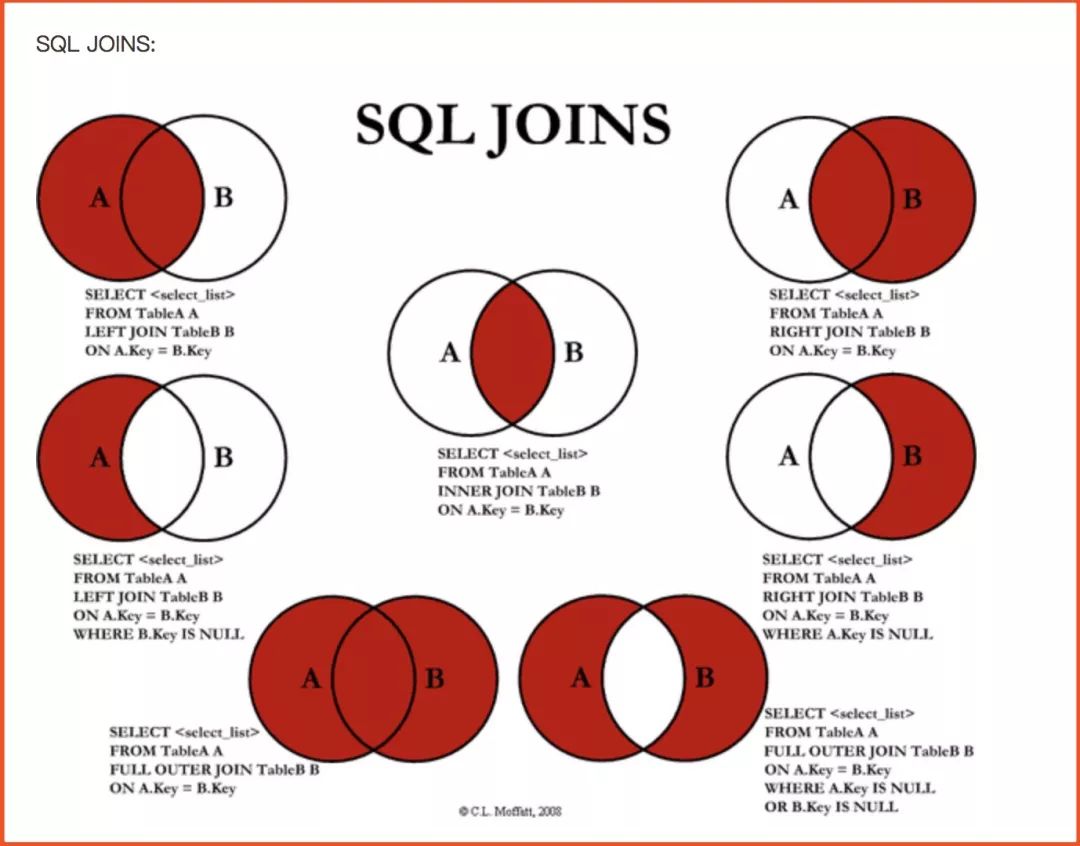 SQL JOINS:
SQL JOINS
A B
SELECT <select_list>
FROM TableA A
LEFT JOIN TableB B
ON A.Key = B.Key
A B
SELECT <select_list>
FROM TableA A
RIGHT JOIN TableB B
ON A.Key = B.Key
A B
SELECT <select_list>
FROM TableA A
INNER JOIN TableB B
ON A.Key = B.Key
A B
SELECT <select_list>
FROM TableA A
LEFT JOIN TableB B
ON A.Key = B.Key
WHERE B.Key IS NULL
A B
SELECT <select_list>
FROM TableA A
RIGHT JOIN TableB B
ON A.Key = B.Key
WHERE A.Key IS NULL
A B
SELECT <select_list>
FROM TableA A
FULL OUTER JOIN TableB B
ON A.Key = B.Key
A B
SELECT <select_list>
FROM TableA A
FULL OUTER JOIN TableB B
ON A.Key = B.Key
WHERE A.Key IS NULL
OR B.Key IS NULL
© C.L. Moffatt, 2008